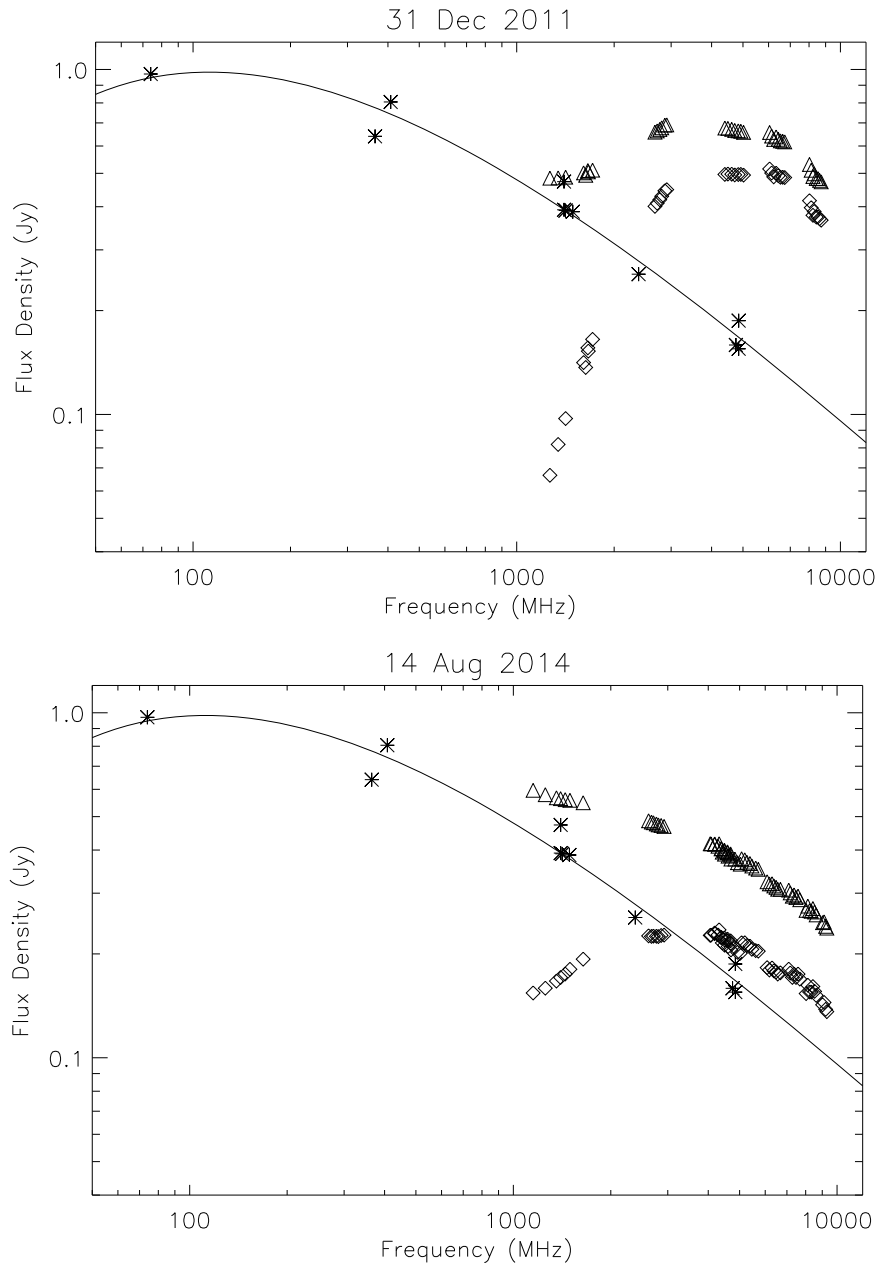 31 Dec 2011
1.0
0.1
Flux Density (Jy)
100
1000
10000
Frequency (MHz)
14 Aug 2014
1.0
0.1
Flux Density (Jy)
100
1000
10000
Frequency (MHz)